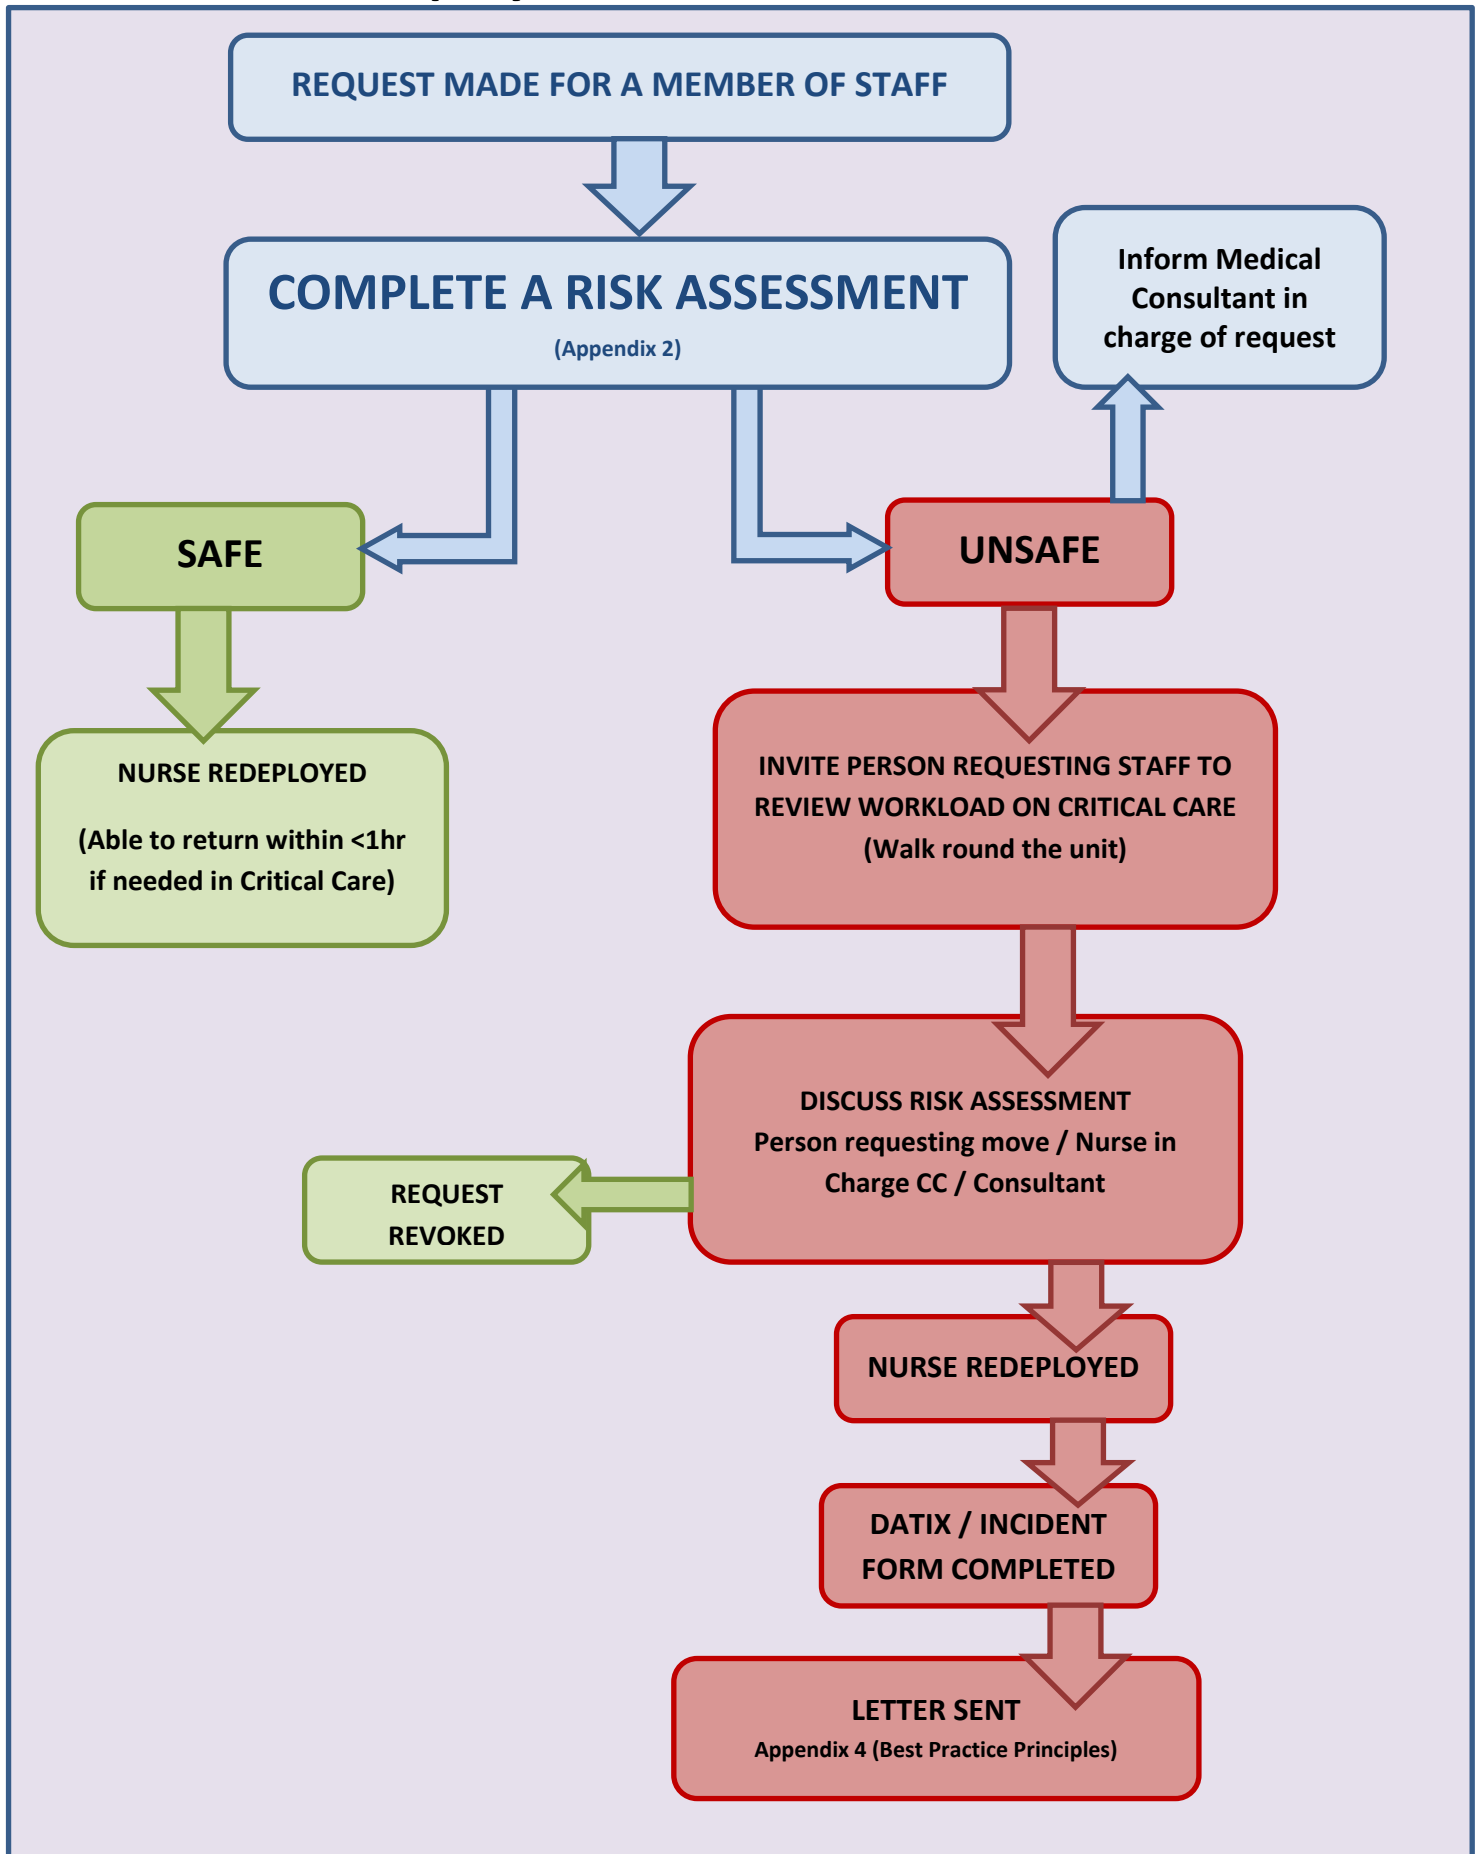 REQUEST MADE FOR A MEMBER OF STAFF
COMPLETE A RISK ASSESSMENT
(Appendix 2)
Inform Medical
Consultant in
charge of request
SAFE
UNSAFE
NURSE REDEPLOYED
(Able to return within <1hr
if needed in Critical Care)
INVITE PERSON REQUESTING STAFF TO
REVIEW WORKLOAD ON CRITICAL CARE
(Walk round the unit)
DISCUSS RISK ASSESSMENT
Person requesting move / Nurse in
Charge CC / Consultant
REQUEST
REVOKED
NURSE REDEPLOYED
DATIX / INCIDENT
FORM COMPLETED
LETTER SENT
Appendix 4 (Best Practice Principles)